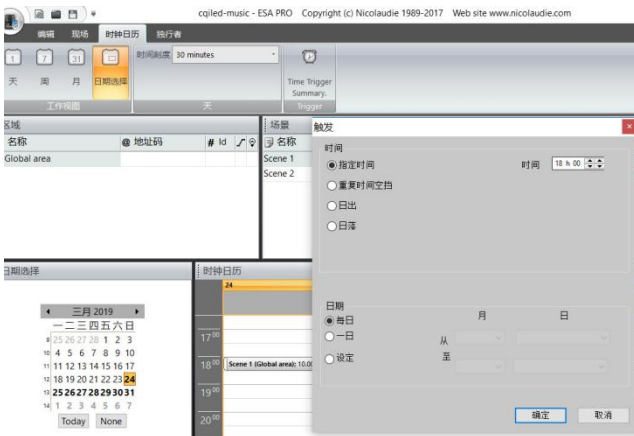 cqiled-music - ESA PRO Copyright (c) Nicolaudie 1989-2017 Web site www.nicolaudie.com
编辑 现场 时钟日历 独行者
1 7 31
天 周 月 日期选择
时间刻度 30 minutes
Time Trigger
Summary.
工作视图 天 Trigger
区域
名称 @ 地址码 # Id
Global area
场景
名称
Scene 1
Scene 2
触发
时间
指定时间 时间 18 h 00
重复时间空挡
日出
日落
日期
每日 月 日
一日 从
设定 至
确定 取消
日期选择
三月 2019
一 二 三 四 五 六 日
9 25 26 27 28 1 2 3
10 4 5 6 7 8 9 10
11 11 12 13 14 15 16 17
12 18 19 20 21 22 23 24
13 25 26 27 28 29 30 31
14 1 2 3 4 5 6 7
Today None
时钟日历
24
17 00
18 00 Scene 1 (Global area): 10.00
19 00
20 00